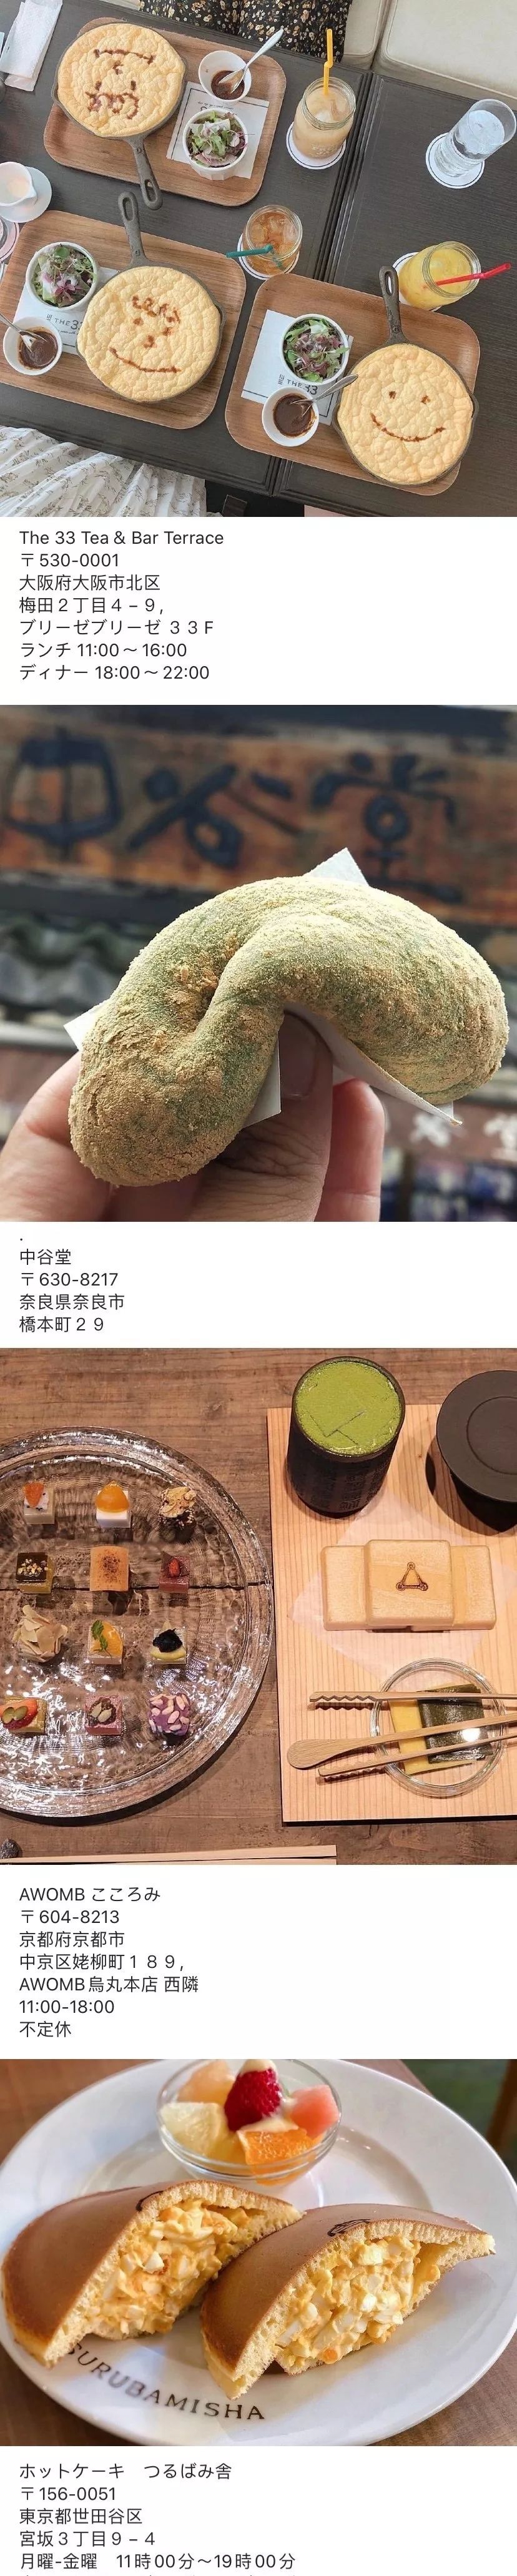 THE 33
THE 33
The 33 Tea & Bar Terrace
〒530-0001
大阪府大阪市北区
梅田２丁目４−９,
ブリーゼブリーゼ ３３Ｆ
ランチ 11:00～16:00
ディナー 18:00～22:00
中谷堂
.
中谷堂
〒630-8217
奈良県奈良市
橋本町２９
AWOMB こころみ
〒604-8213
京都府京都市
中京区姥柳町１８９,
AWOMB烏丸本店 西隣
11:00-18:00
不定休
SURUBAMISHA
ホットケーキ　つるばみ舎
〒156-0051
東京都世田谷区
宮坂３丁目９−４
月曜-金曜　11時00分～19時00分